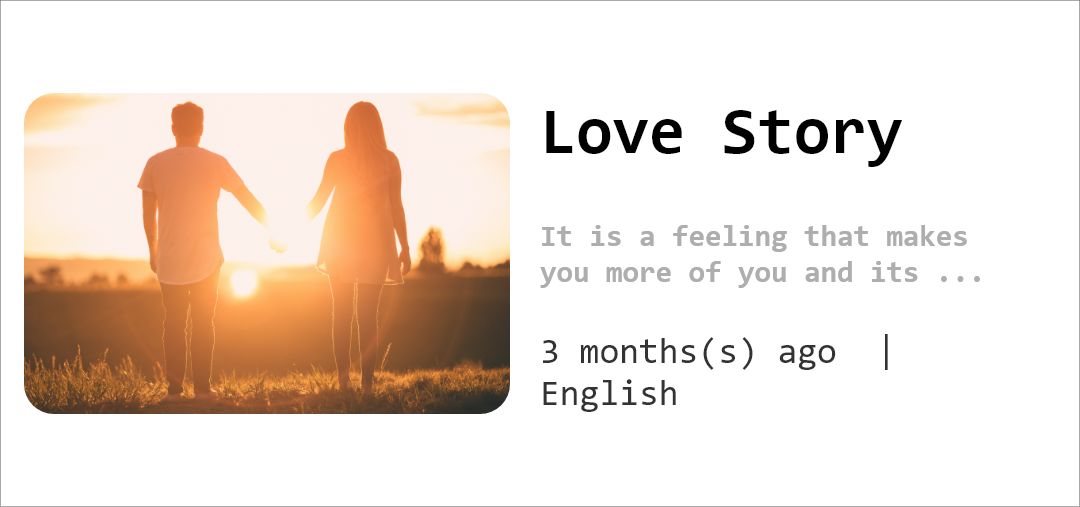 Love Story
It is a feeling that makes
you more of you and its ...
3 months(s) ago |
English